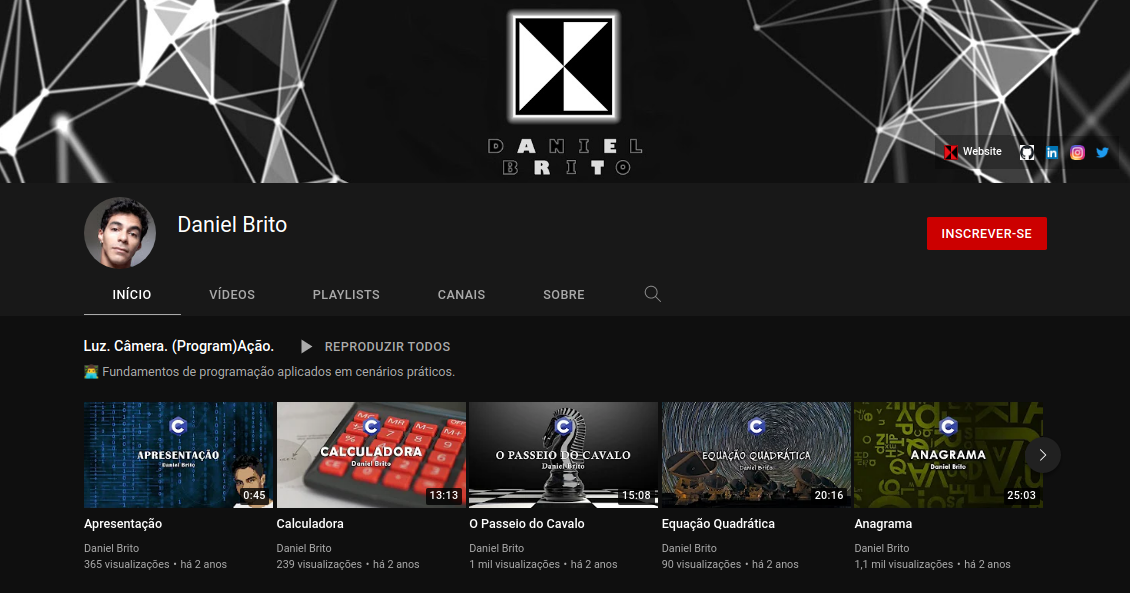 DANIEL
BRITO
Website
Daniel Brito
INSCREVER-SE
INÍCIO
VÍDEOS
PLAYLISTS
CANAIS
SOBRE
Luz. Câmera. (Program)Ação.
REPRODUZIR TODOS
Fundamentos de programação aplicados em cenários práticos.
C
APRESENTAÇÃO
Daniel Brito
0:45
C
CALCULADORA
Daniel Brito
13:13
C
O PASSEIO DO CAVALO
Daniel Brito
15:08
C
EQUAÇÃO QUADRÁTICA
Daniel Brito
20:16
C
ANAGRAMA
Daniel Brito
25:03
Apresentação
Calculadora
O Passeio do Cavalo
Equação Quadrática
Anagrama
Daniel Brito
Daniel Brito
Daniel Brito
Daniel Brito
Daniel Brito
365 visualizações • há 2 anos
239 visualizações • há 2 anos
1 mil visualizações • há 2 anos
90 visualizações • há 2 anos
1,1 mil visualizações • há 2 anos